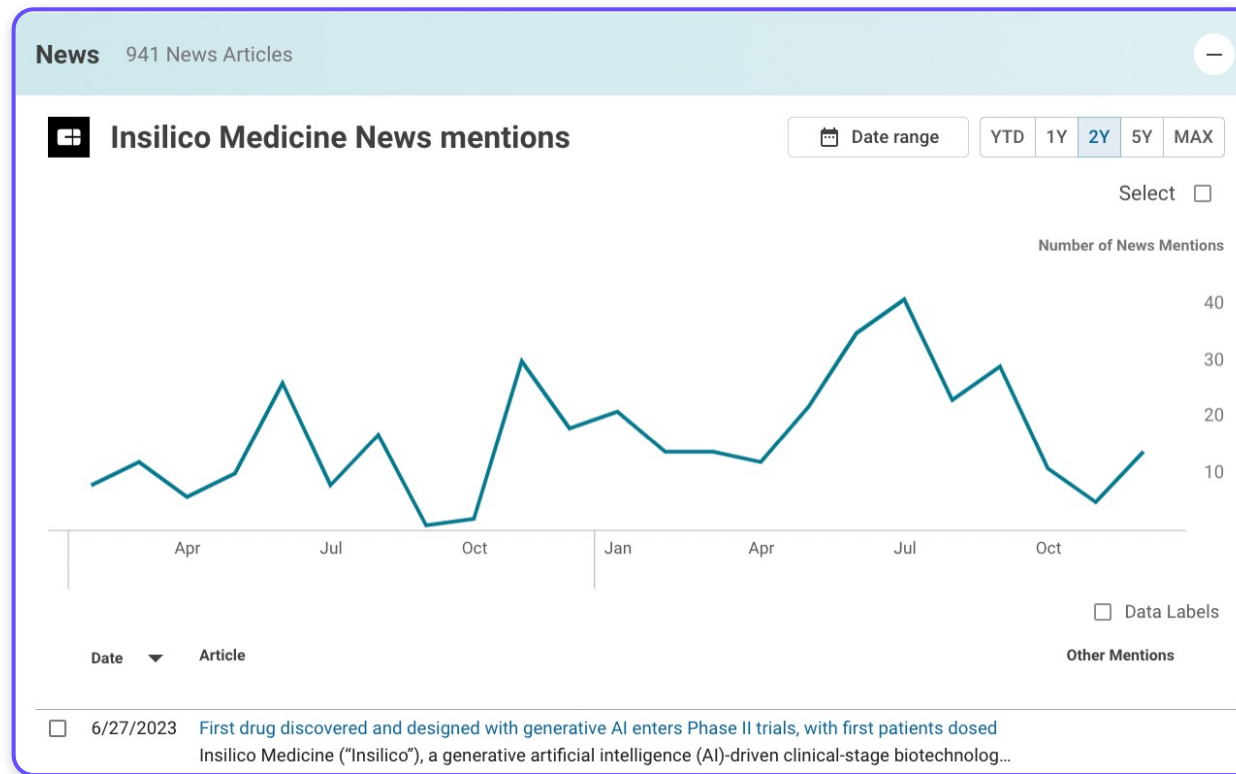 News 941 News Articles
Insilico Medicine News mentions
Date range YTD 1Y 2Y 5Y MAX
Select
Number of News Mentions
40
30
20
10
Apr Jul Oct Jan Apr Jul Oct
Data Labels
Date Article Other Mentions
6/27/2023 First drug discovered and designed with generative AI enters Phase II trials, with first patients dosed
Insilico Medicine (“Insilico”), a generative artificial intelligence (AI)-driven clinical-stage biotechnolog...